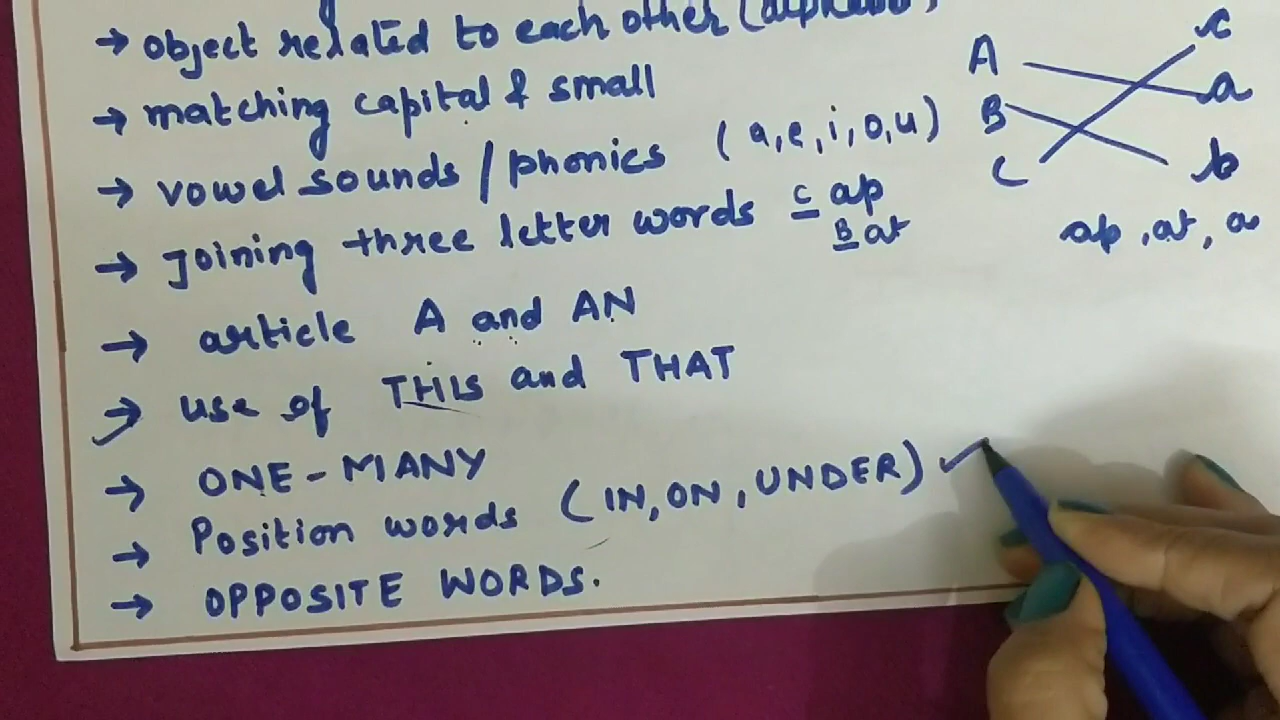 → object related to each other (
→ matching capital & small
→ vowel sounds / phonics (a, e, i, o, u)
→ Joining three letter words C ap
B at
→ article A and AN
→ use of THIS and THAT
→ ONE - MANY
→ Position words (IN, ON, UNDER) ✓
→ OPPOSITE WORDS.
A c
B a
C b
ap, at, a